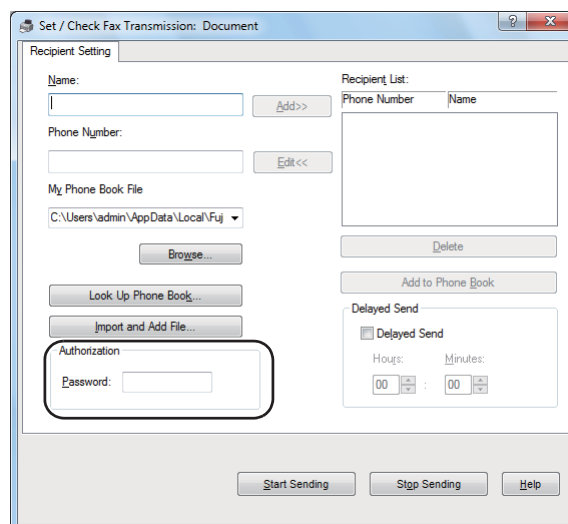 Set / Check Fax Transmission: Document
Recipient Setting
Name:
Add>>
Phone Number:
Edit<<
My Phone Book File
C:\Users\admin\AppData\Local\Fuj
Browse...
Look Up Phone Book...
Import and Add File...
Authorization
Password:
Recipient List:
Phone Number Name
Delete
Add to Phone Book
Delayed Send
Delayed Send
Hours: Minutes:
00 : 00
Start Sending Stop Sending Help